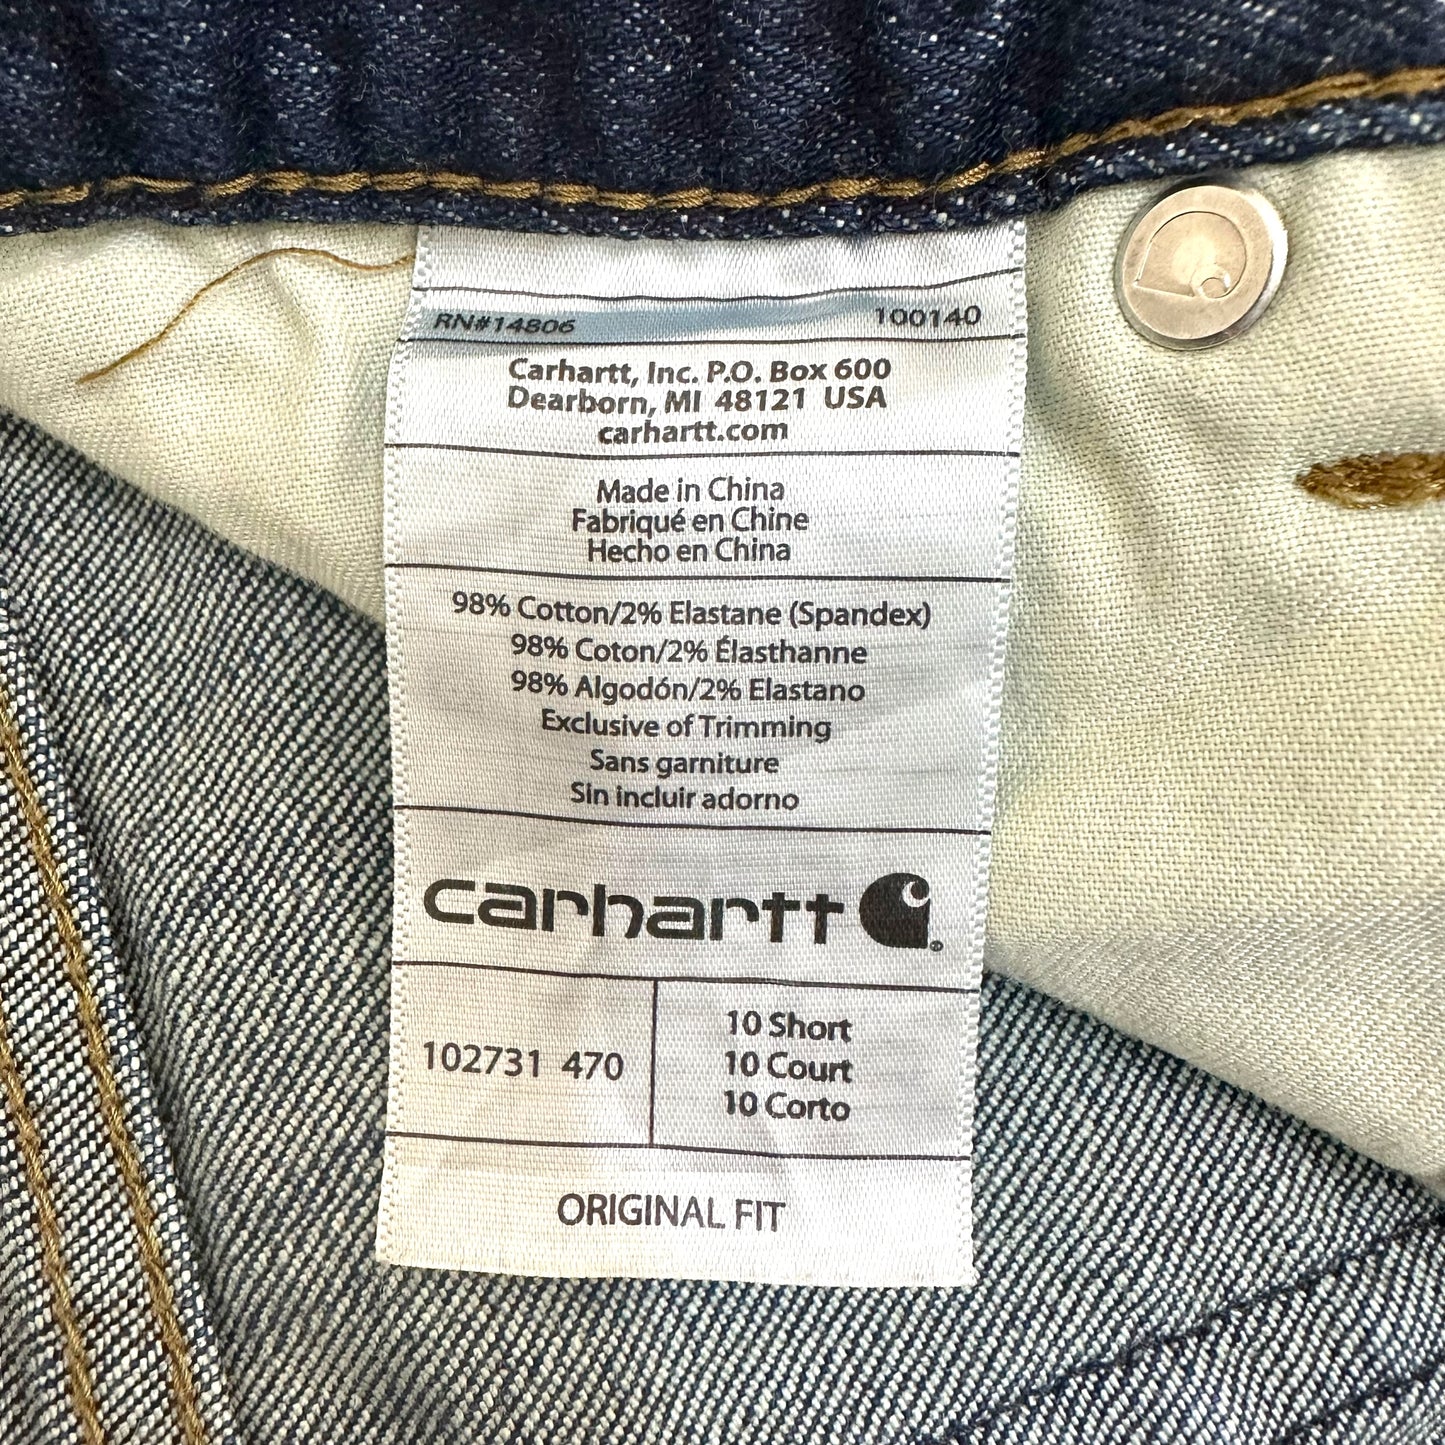 RN#14806 100140
Carhartt, Inc. P.O. Box 600
Dearborn, MI 48121 USA
carhartt.com
Made in China
Fabriqué en Chine
Hecho en China
98% Cotton/2% Elastane (Spandex)
98% Coton/2% Élasthanne
98% Algodón/2% Elastano
Exclusive of Trimming
Sans garniture
Sin incluir adorno
carhartt ®
102731 470
10 Short
10 Court
10 Corto
ORIGINAL FIT